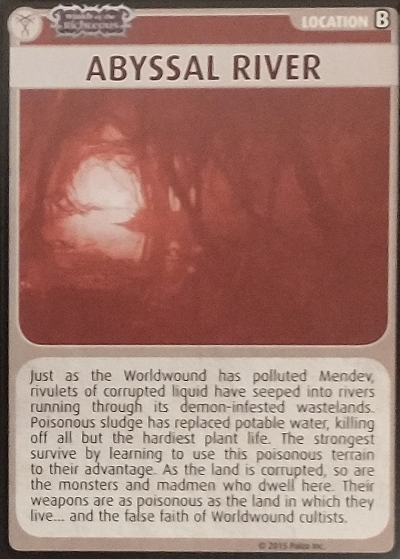 Wrath of the
Righteous
LOCATION B
ABYSSAL RIVER
Just as the Worldwound has polluted Mendev,
rivulets of corrupted liquid have seeped into rivers
running through its demon-infested wastelands.
Poisonous sludge has replaced potable water, killing
off all but the hardiest plant life. The strongest
survive by learning to use this poisonous terrain
to their advantage. As the land is corrupted, so are
the monsters and madmen who dwell here. Their
weapons are as poisonous as the land in which they
live... and the false faith of Worldwound cultists.
© 2015 Paizo Inc.